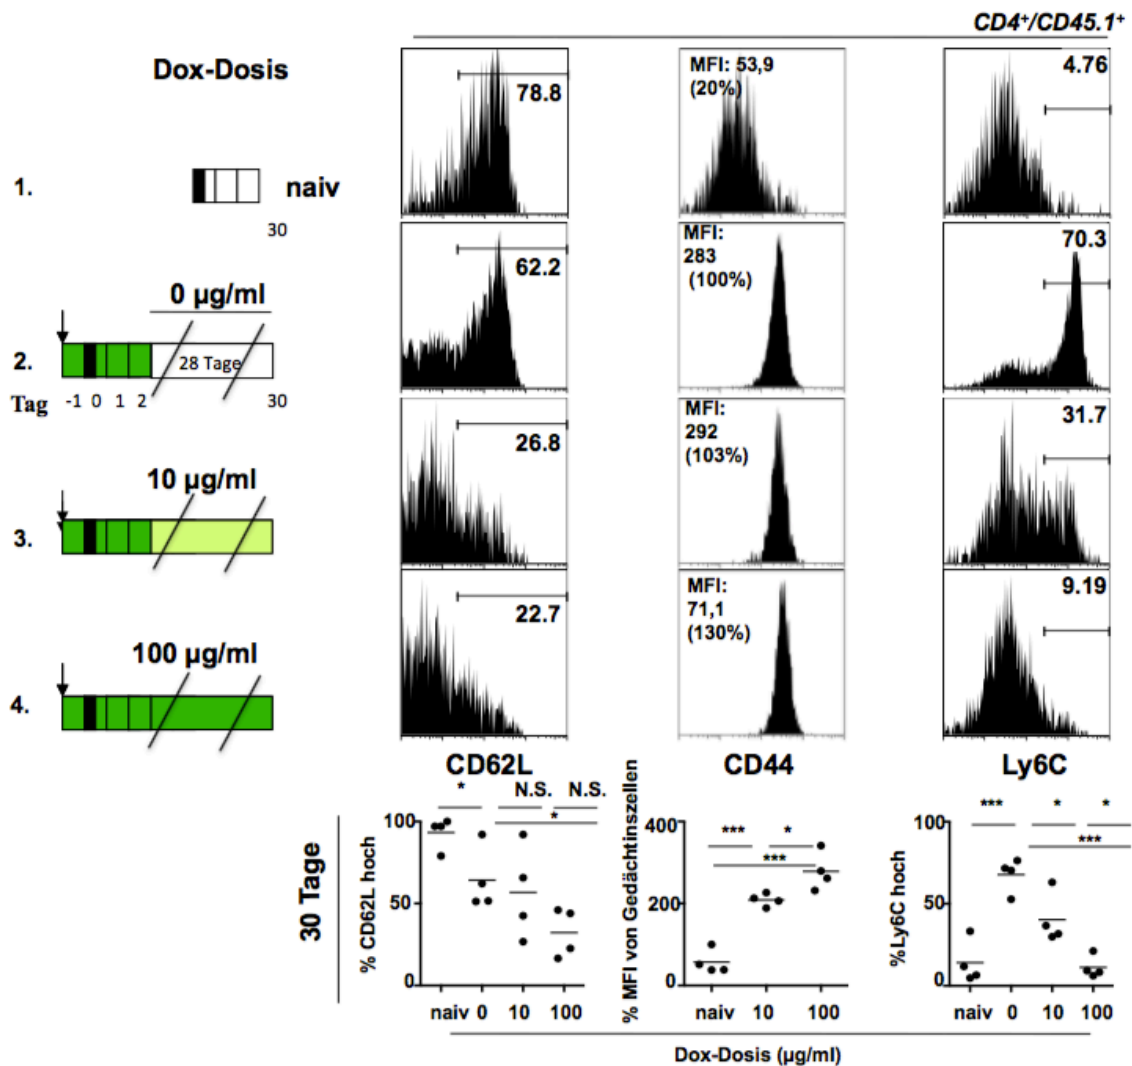 CD4+/CD45.1+
Dox-Dosis
78.8
MFI: 53,9
(20%)
4.76
1.
naiv
30
62.2
MFI:
283
(100%)
70.3
0 µg/ml
2.
28 Tage
Tag
-1 0 1 2 30
26.8
MFI:
292
(103%)
31.7
10 µg/ml
3.
22.7
MFI:
71,1
(130%)
9.19
100 µg/ml
4.
CD62L
CD44
Ly6C
30 Tage
% CD62L hoch
100
50
0
* N.S. N.S.
*
naiv 0 10 100
% MFI von Gedächtinszellen
400
200
0
*** *
***
naiv 10 100
%Ly6C hoch
100
50
0
*** * *
***
naiv 0 10 100
Dox-Dosis (µg/ml)